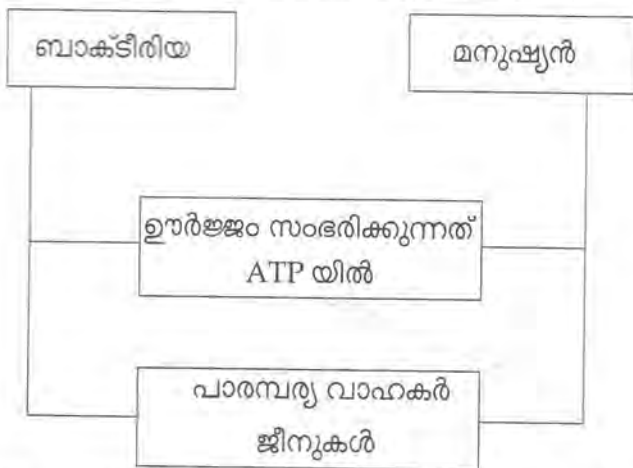 ബാക്ടീരിയ
മനുഷ്യൻ
ഊർജ്ജം സംഭരിക്കുന്നത്
ATP യിൽ
പാരമ്പര്യ വാഹകർ
ജീനുകൾ